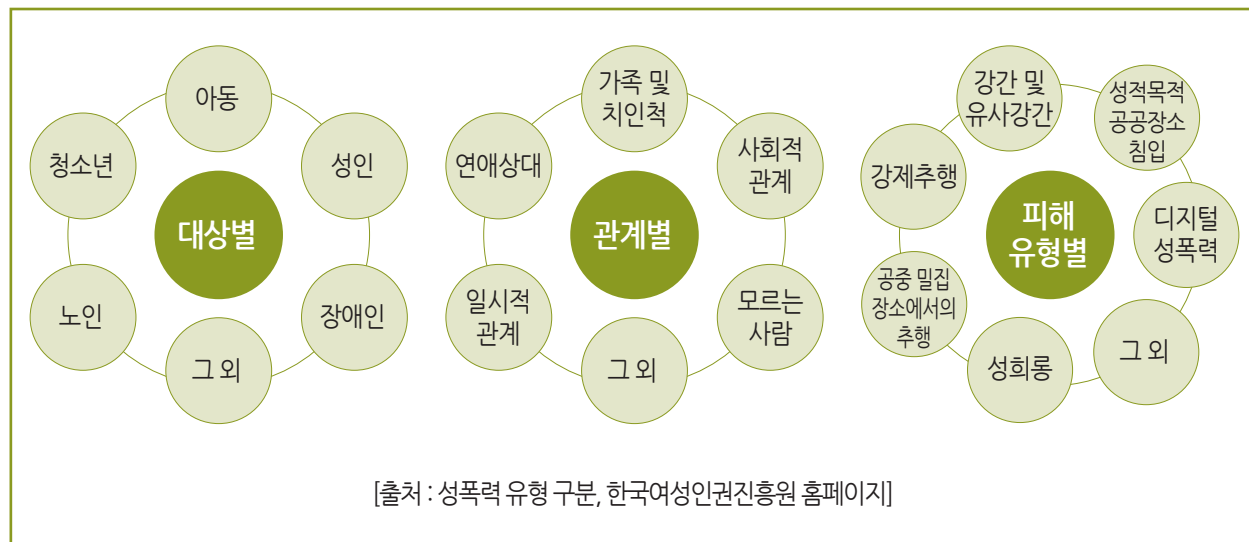 아동
청소년
성인
대상별
노인
장애인
그 외
가족 및
치인척
연애상대
사회적
관계
관계별
일시적
관계
모르는
사람
그 외
강간 및
유사강간
성적목적
공공장소
침입
강제추행
피해
유형별
디지털
성폭력
공중 밀집
장소에서의
추행
성희롱
그 외
[출처 : 성폭력 유형 구분, 한국여성인권진흥원 홈페이지]